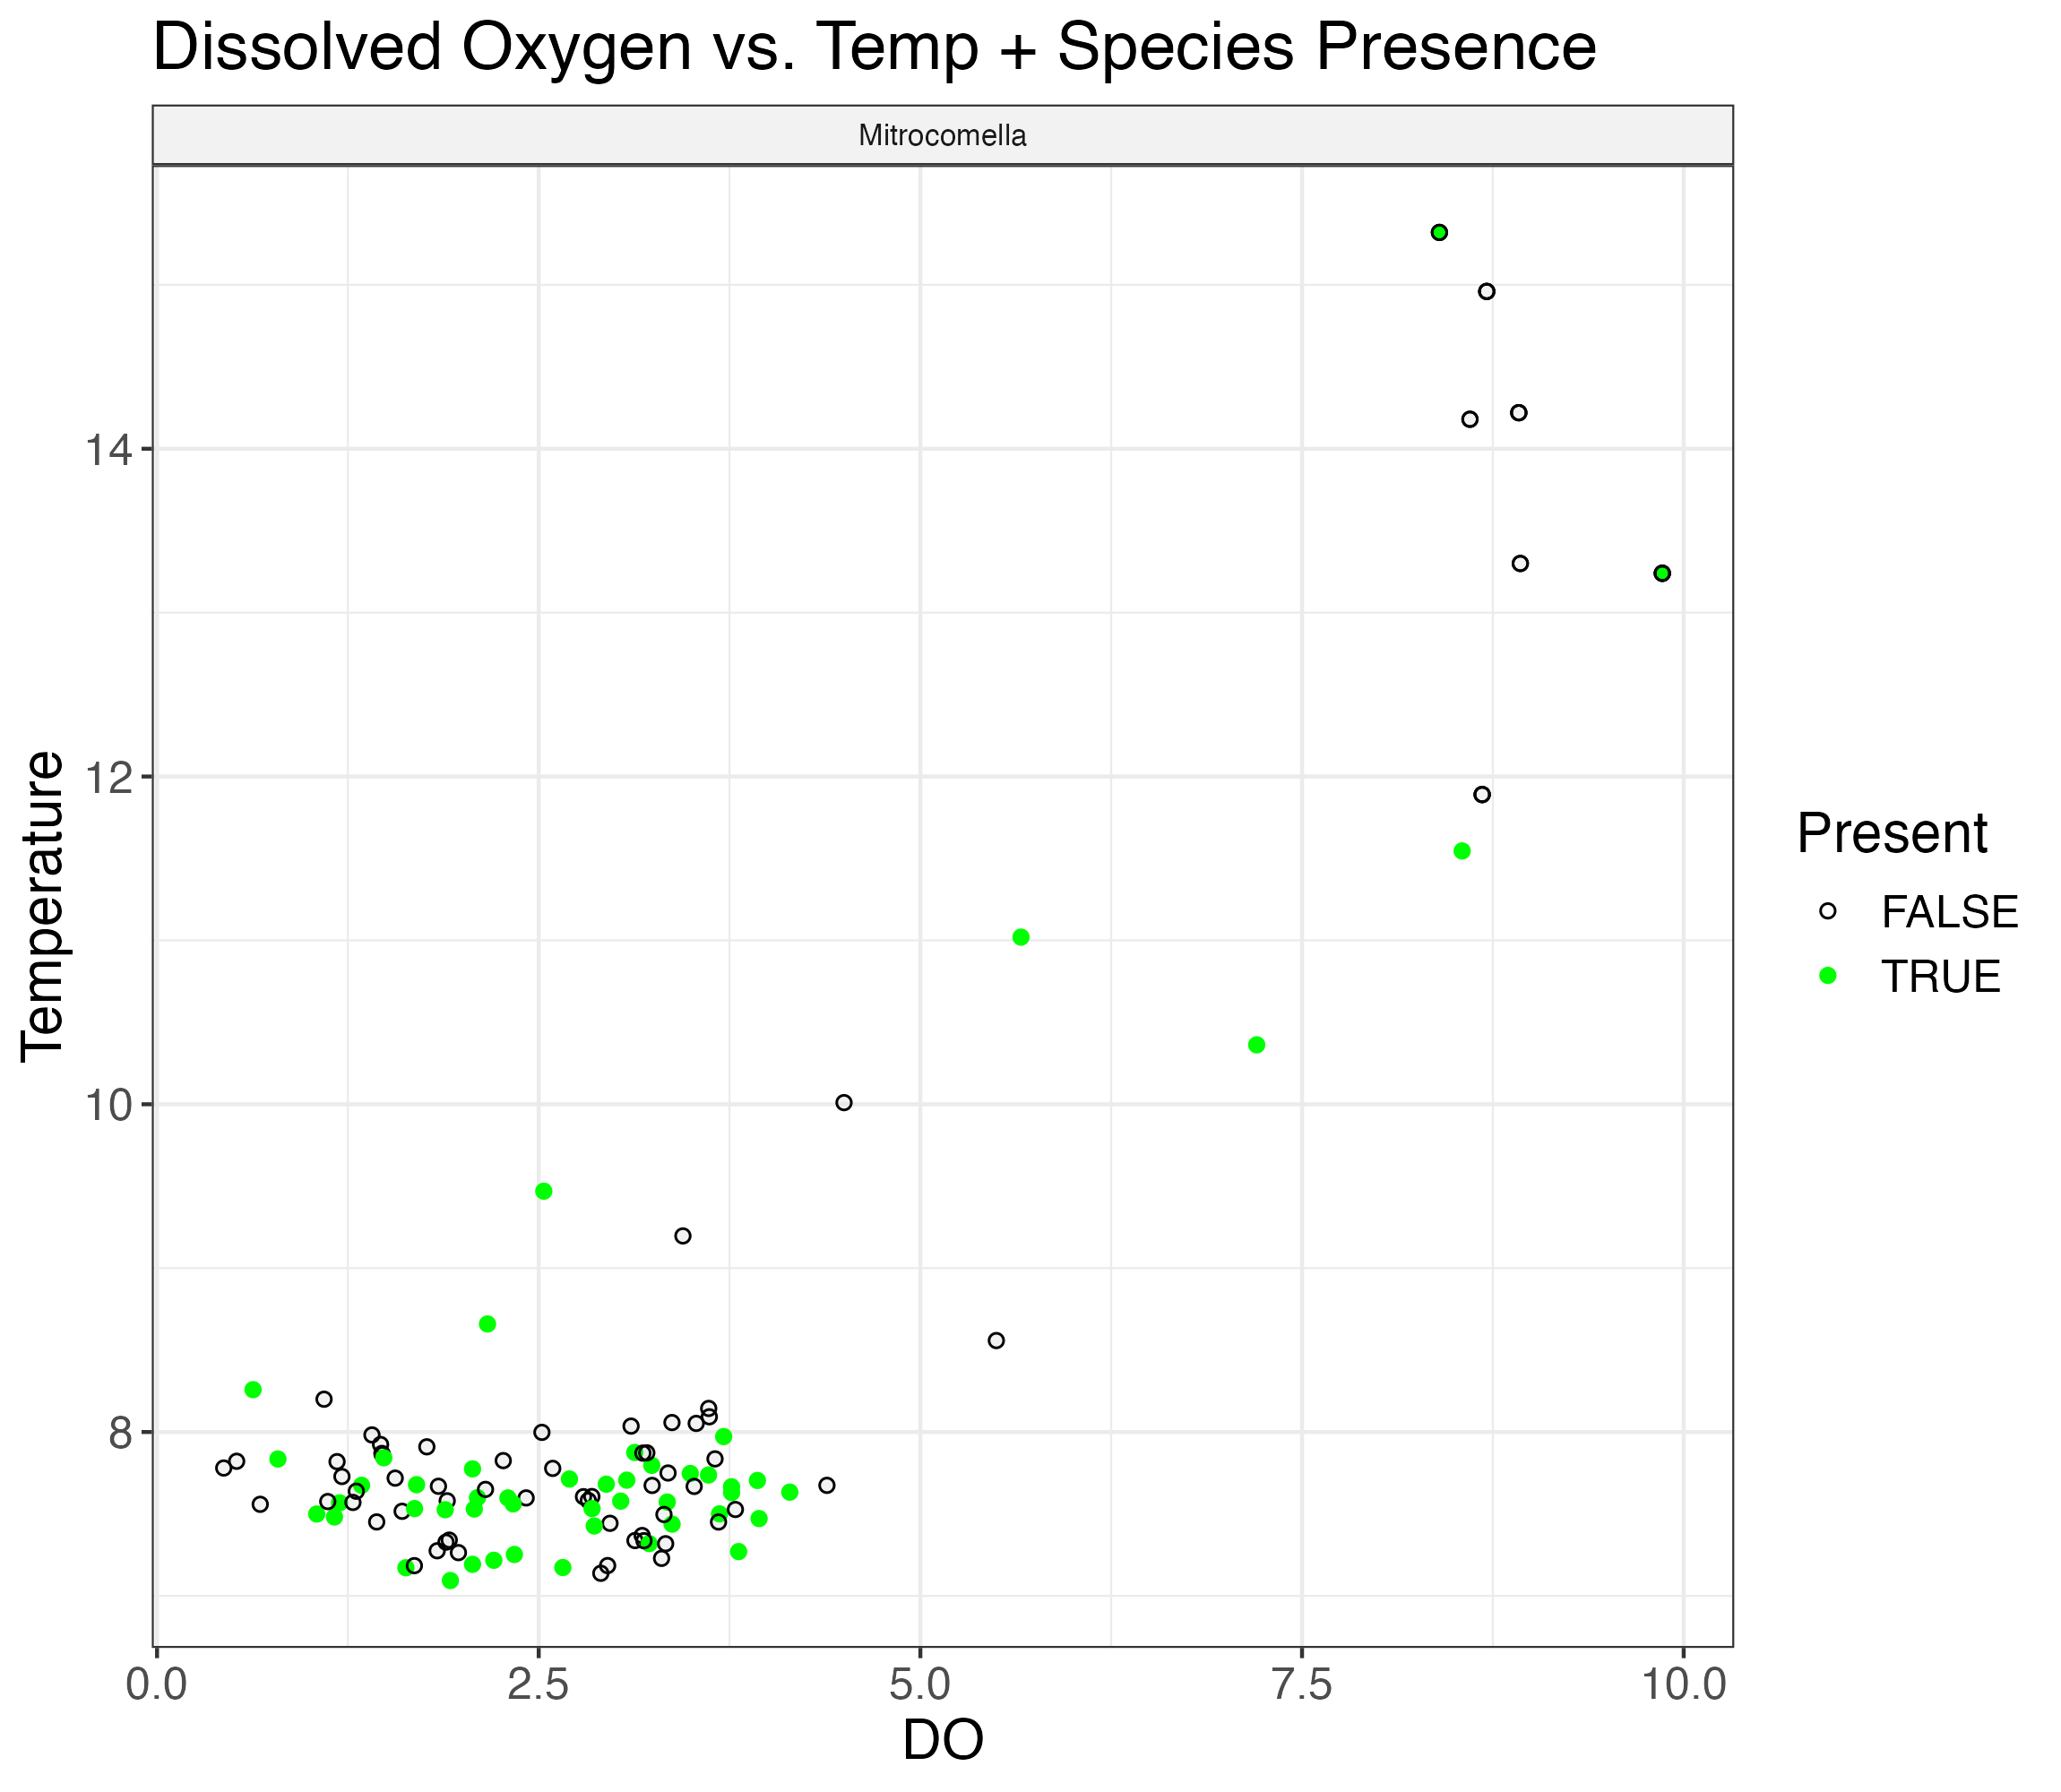 Dissolved Oxygen vs. Temp + Species Presence
Mitrocomella
14
12
10
8
Temperature
0.0 2.5 5.0 7.5 10.0
DO
Present
FALSE
TRUE